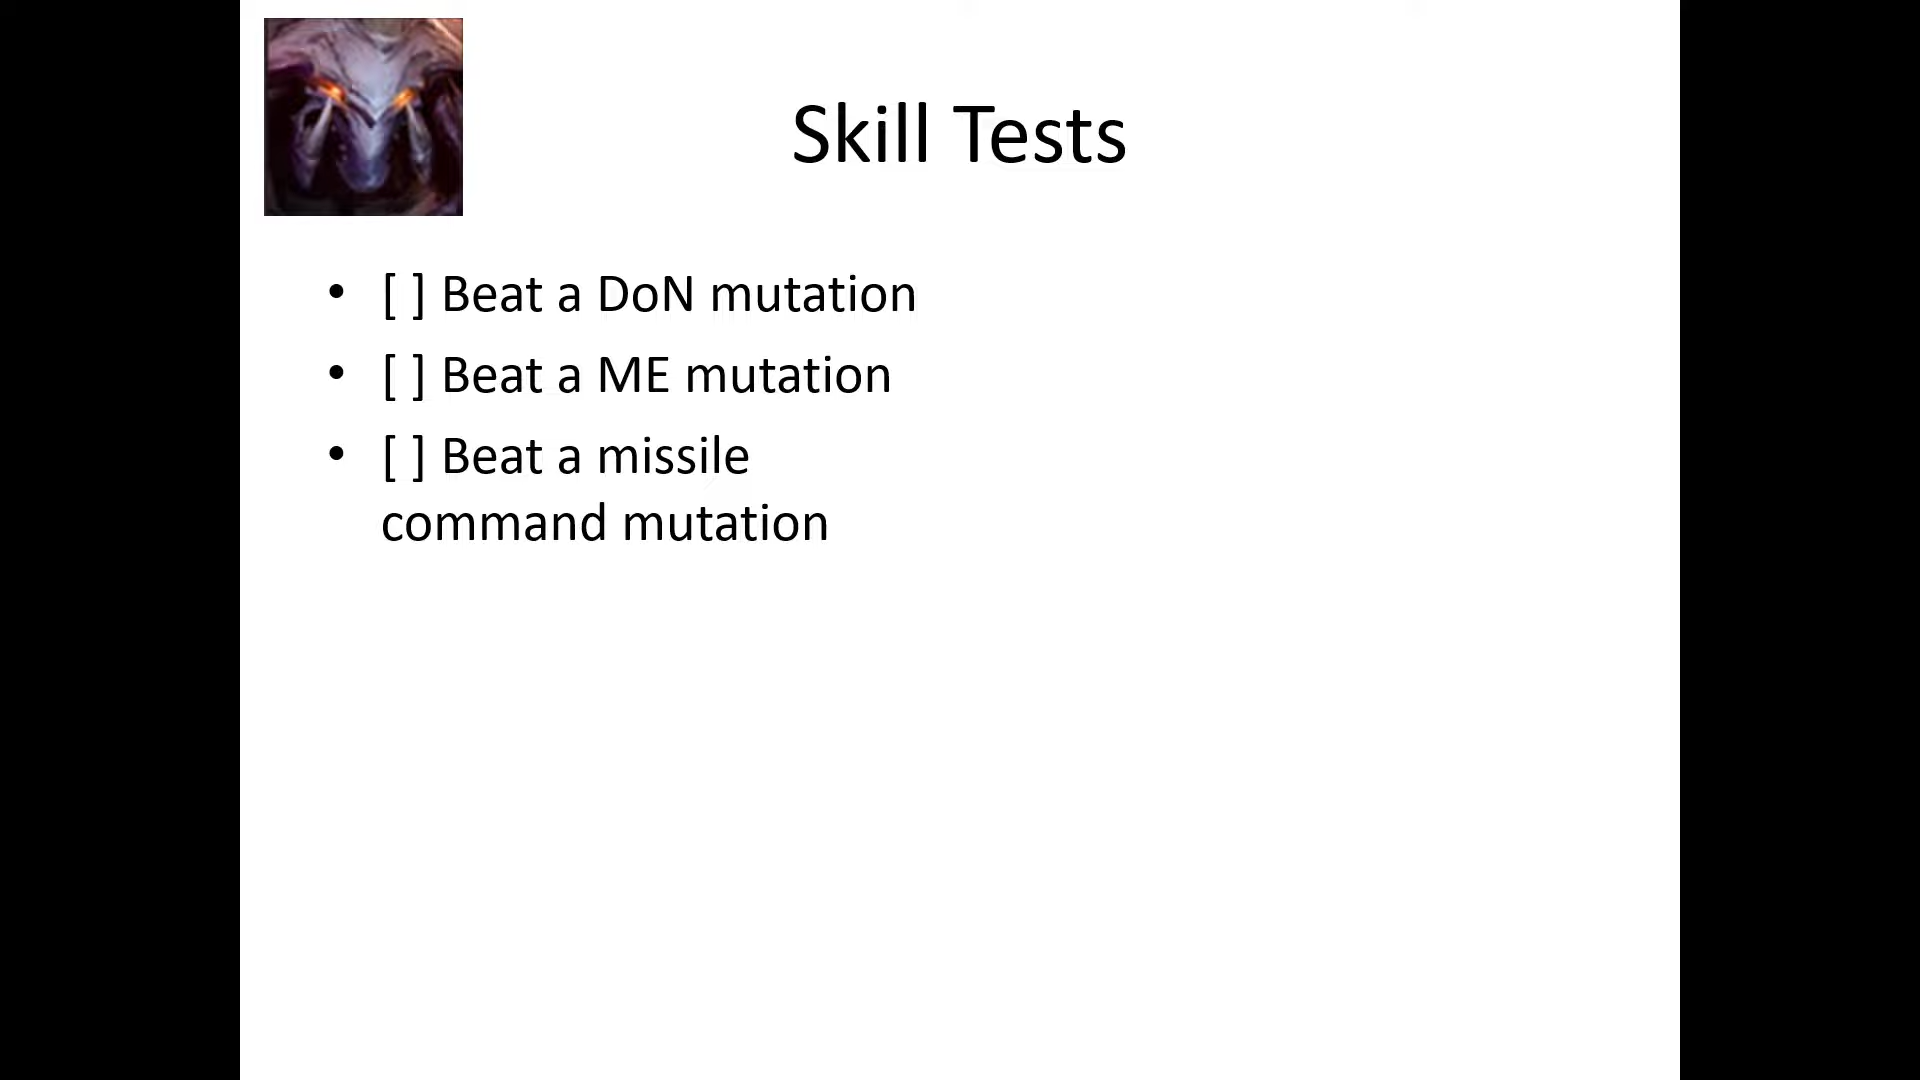 Skill Tests
• [ ] Beat a DoN mutation
• [ ] Beat a ME mutation
• [ ] Beat a missile
command mutation